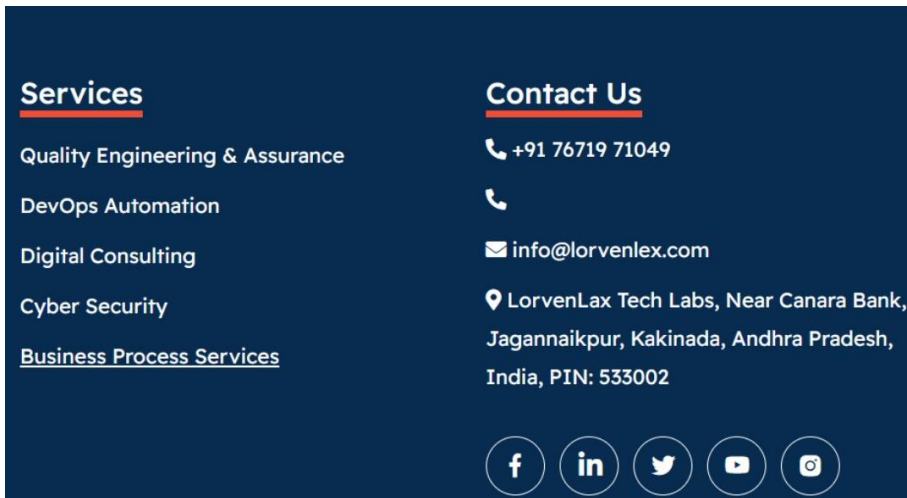 Services
Quality Engineering & Assurance
DevOps Automation
Digital Consulting
Cyber Security
Business Process Services
Contact Us
+91 76719 71049
info@lorvenlex.com
LorvenLax Tech Labs, Near Canara Bank,
Jagannaikpur, Kakinada, Andhra Pradesh,
India, PIN: 533002